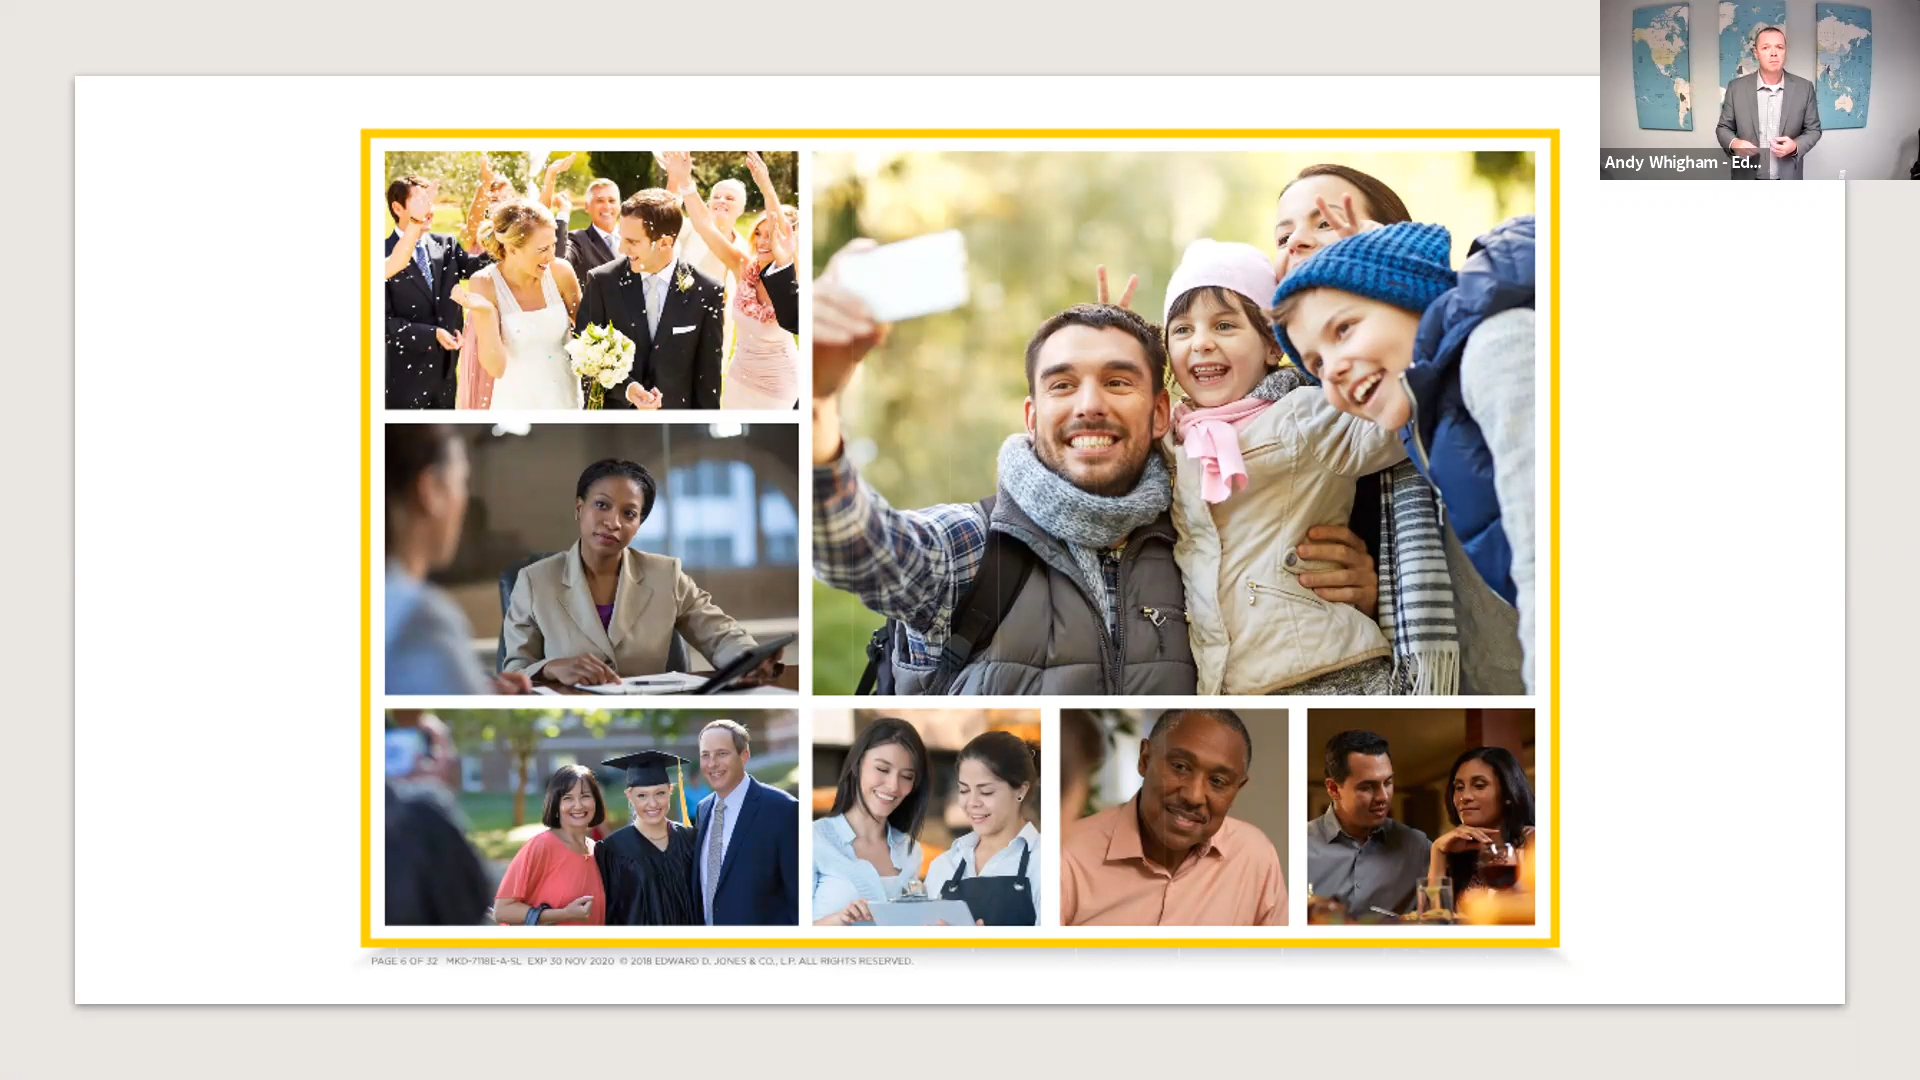 Andy Whigham - Ed...
PAGE 6 OF 32 MKD-7118E-A-SL EXP 30 NOV 2020 © 2018 EDWARD D. JONES & CO., L.P. ALL RIGHTS RESERVED.